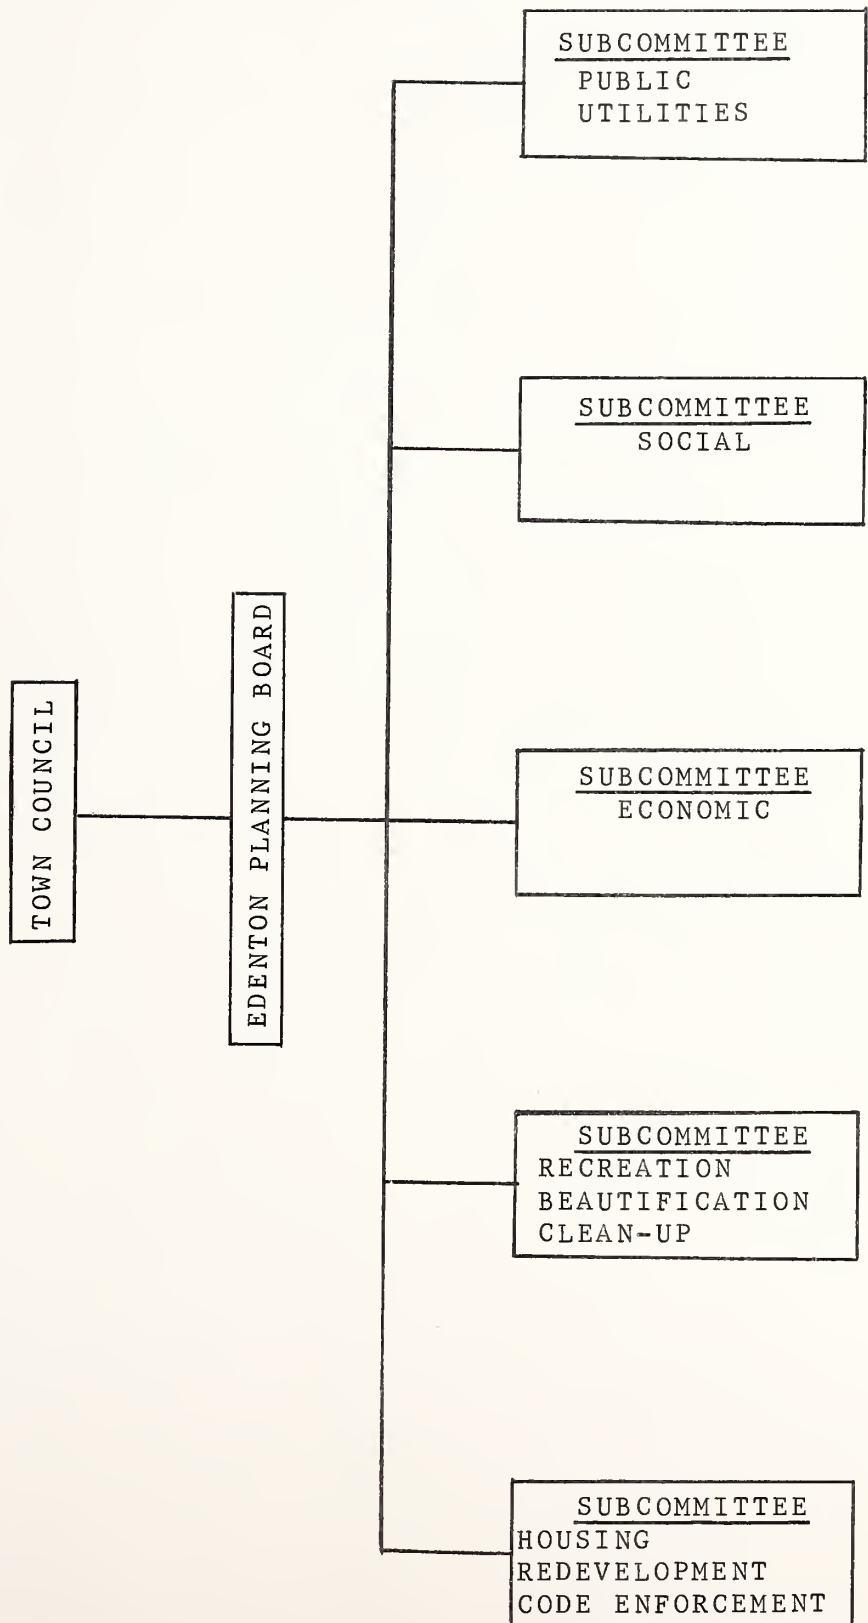 TOWN COUNCIL
EDENTON PLANNING BOARD
SUBCOMMITTEE
PUBLIC
UTILITIES
SUBCOMMITTEE
SOCIAL
SUBCOMMITTEE
ECONOMIC
SUBCOMMITTEE
RECREATION
BEAUTIFICATION
CLEAN-UP
SUBCOMMITTEE
HOUSING
REDEVELOPMENT
CODE ENFORCEMENT